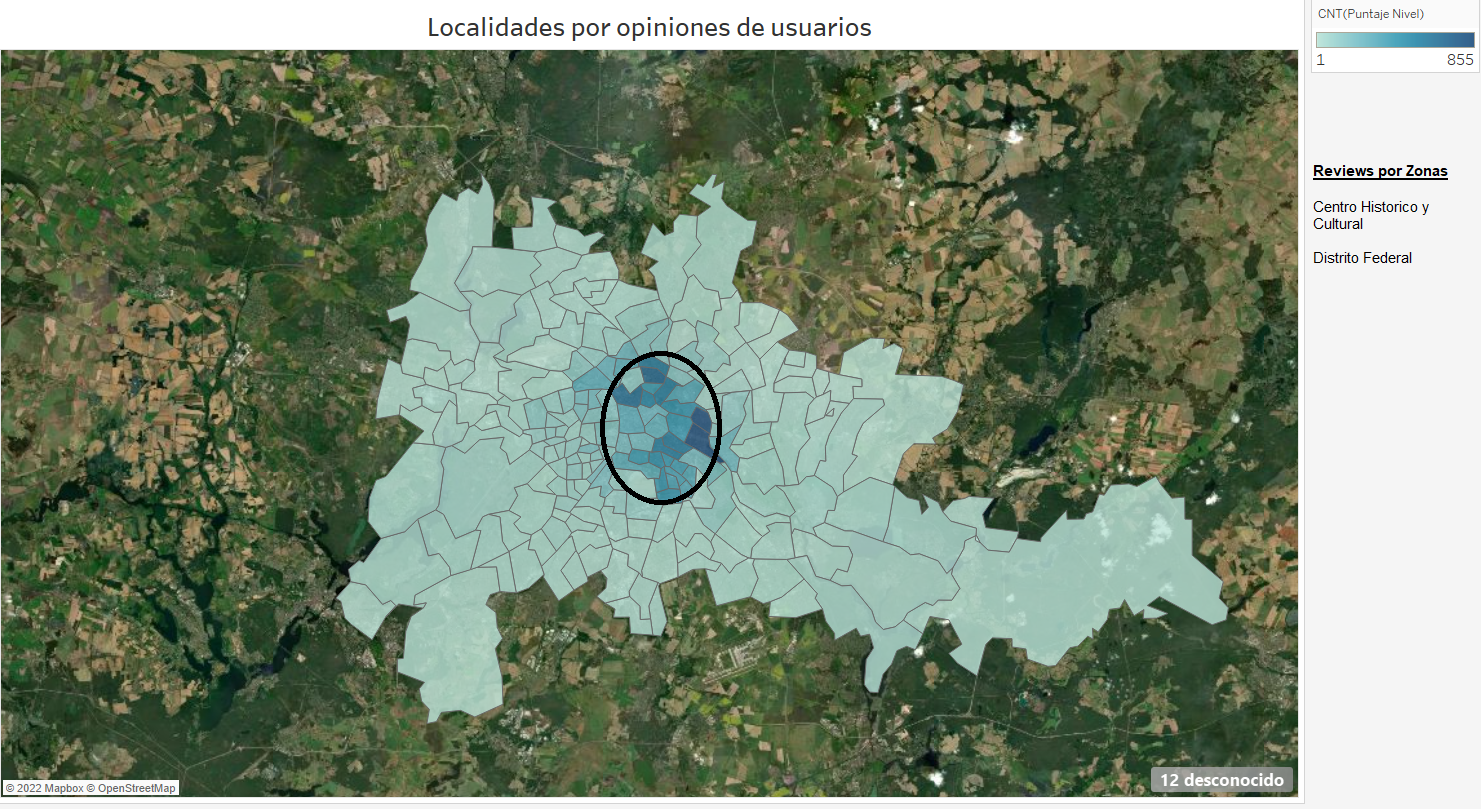 Localidades por opiniones de usuarios
CNT(Puntaje Nivel)
1
855
Reviews por Zonas
Centro Historico y
Cultural
Distrito Federal
© 2022 Mapbox © OpenStreetMap
12 desconocido